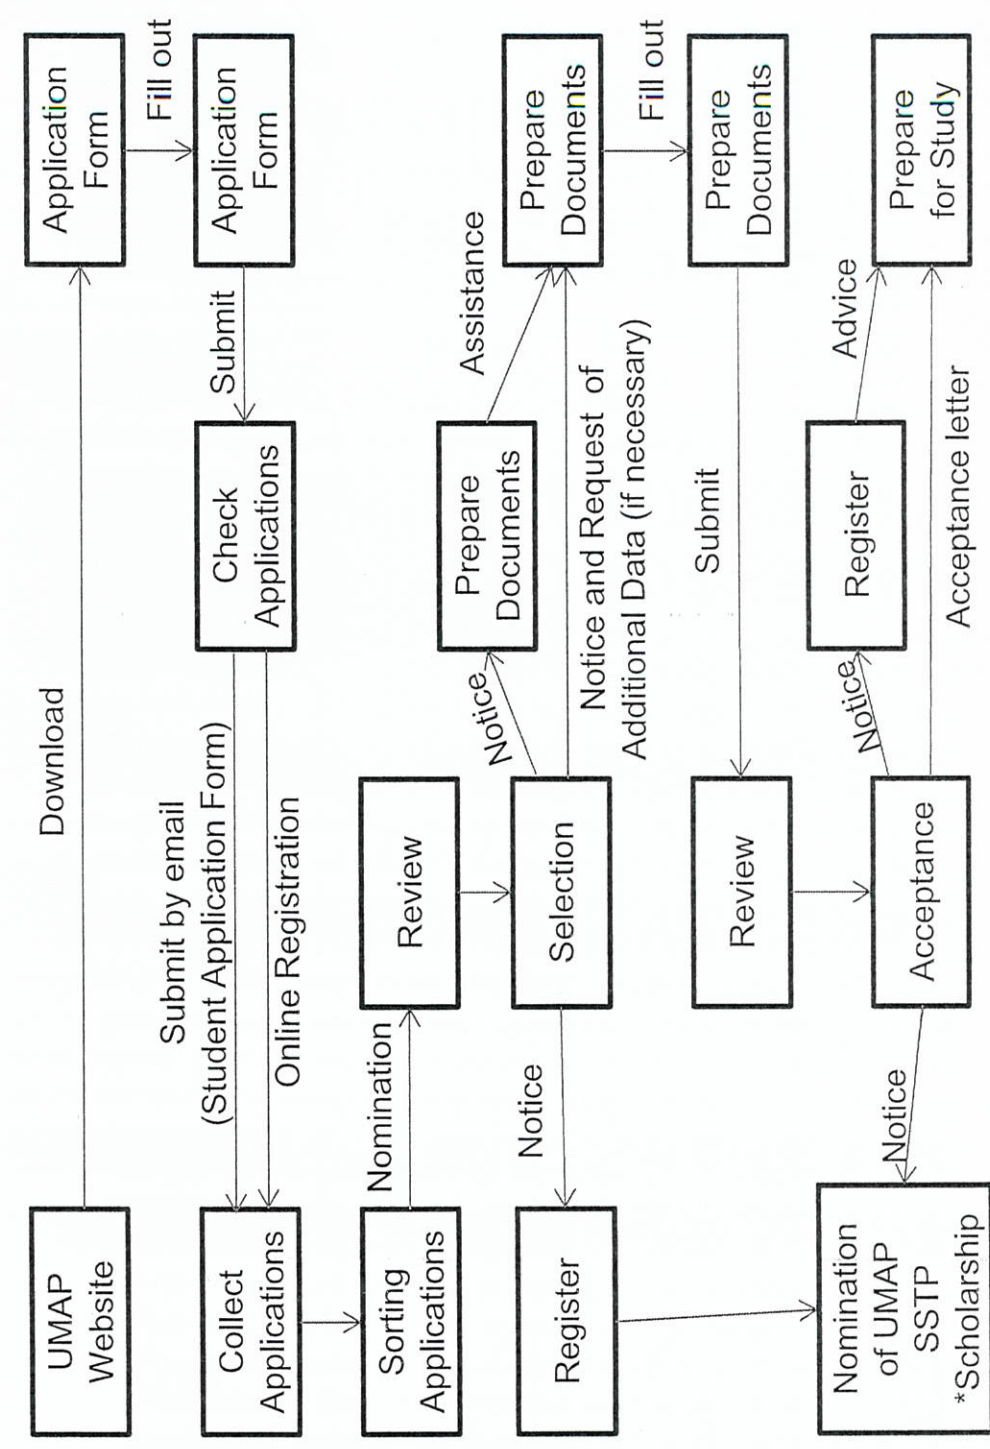 UMAP
Website
Download
Application
Form
Fill out
Application
Form
Submit
Check
Applications
Submit by email
(Student Application Form)
Online Registration
Collect
Applications
Sorting
Applications
Nomination
Review
Selection
Notice
Prepare
Documents
Assistance
Prepare
Documents
Notice and Request of
Additional Data (if necessary)
Notice
Register
Fill out
Prepare
Documents
Submit
Review
Acceptance
Notice
Register
Advice
Prepare
for Study
Acceptance letter
Notice
Nomination
of UMAP
SSTP
*Scholarship